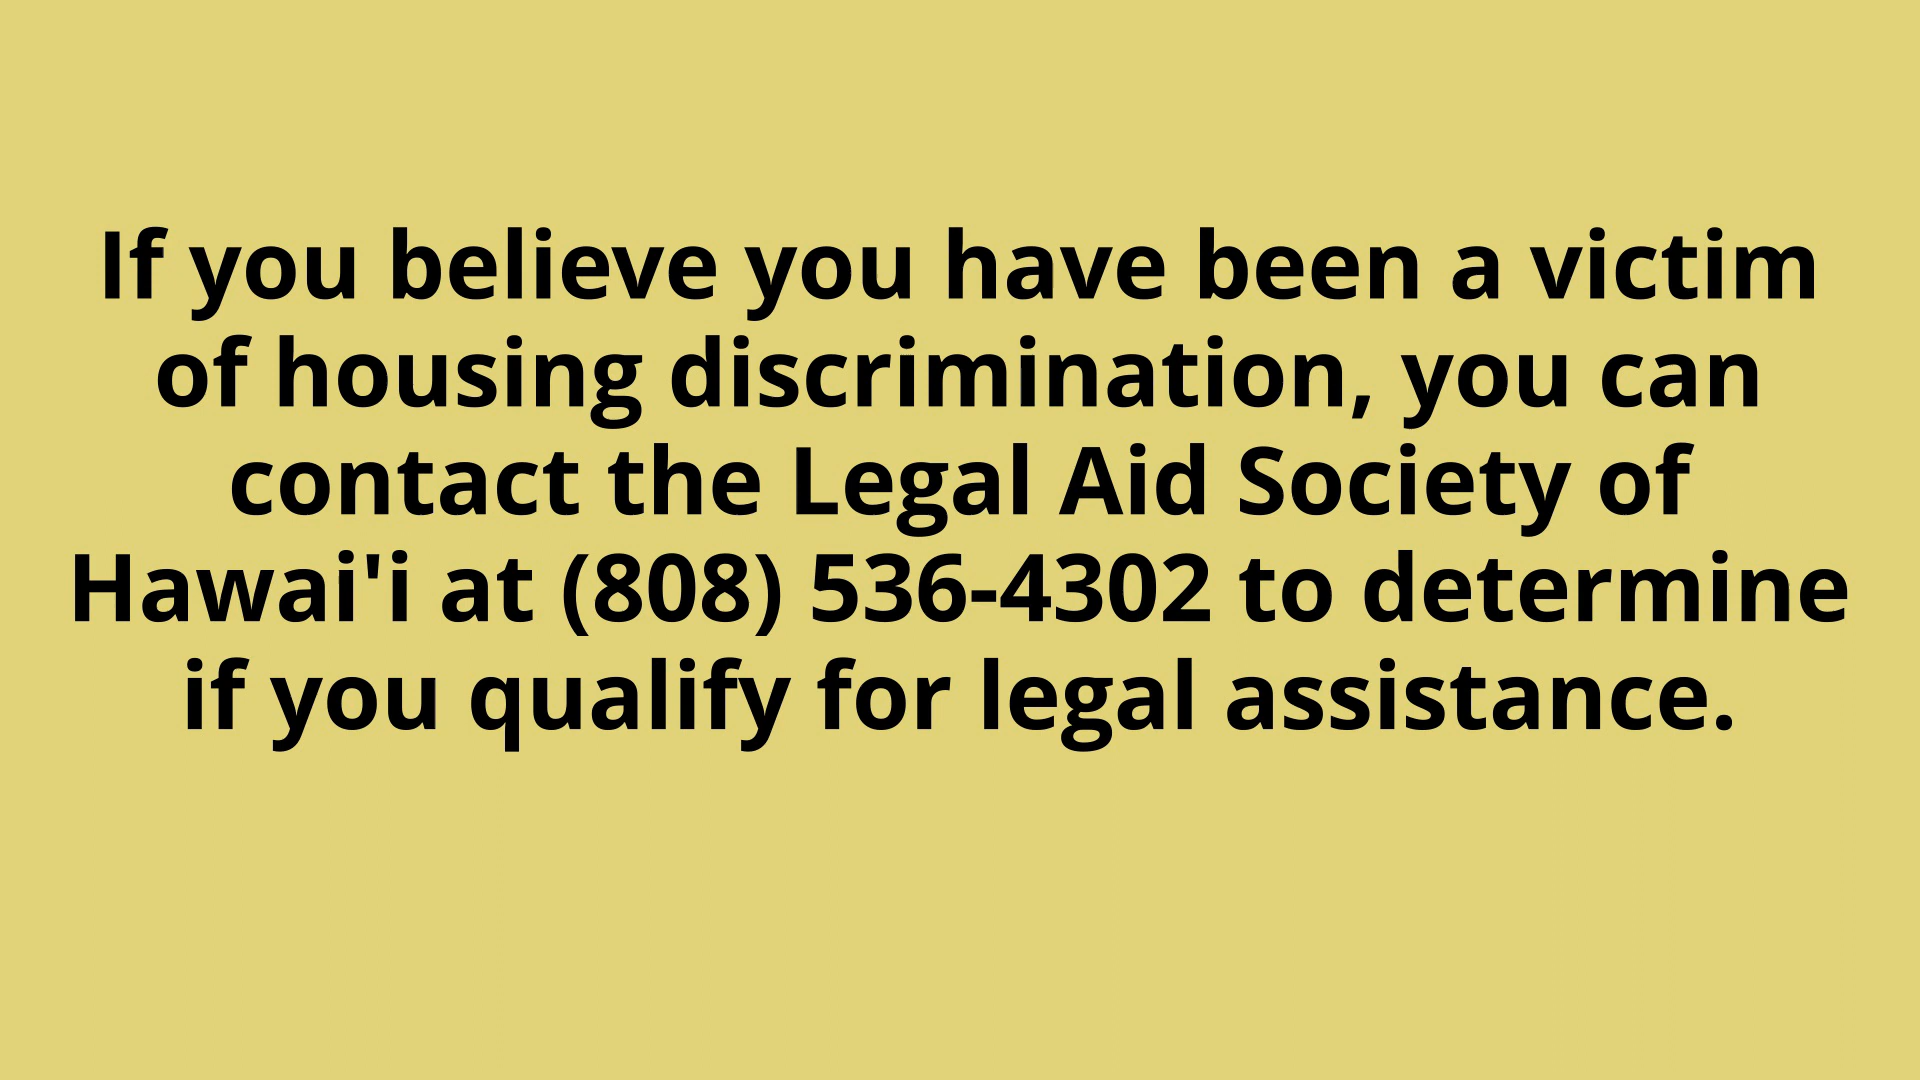 If you believe you have been a victim
of housing discrimination, you can
contact the Legal Aid Society of
Hawai'i at (808) 536-4302 to determine
if you qualify for legal assistance.